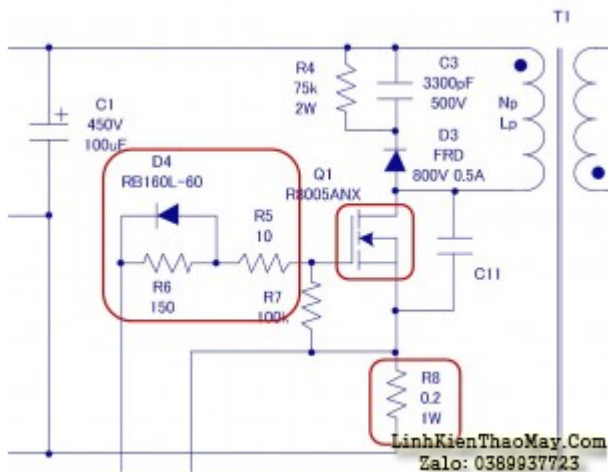 T1
R4
75k
2W
C3
3300pF
500V
Np
Lp
C1
+
450V
100uF
D3
FRD
800V 0.5A
D4
RB160L-60
Q1
R8005ANX
R5
10
R6
150
R7
100k
C11
R8
0.2
1W
LinhKienThaoMay.Com
Zalo: 0389937723